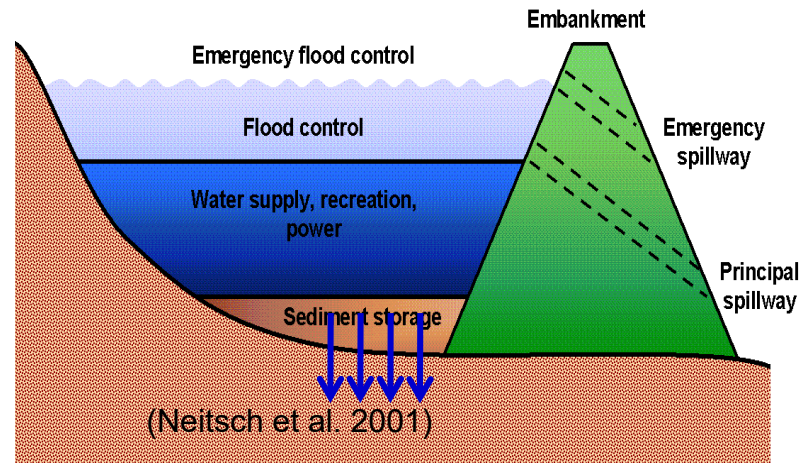 Embankment
Emergency flood control
Flood control
Emergency
spillway
Water supply, recreation,
power
Principal
spillway
Sediment storage
(Neitsch et al. 2001)